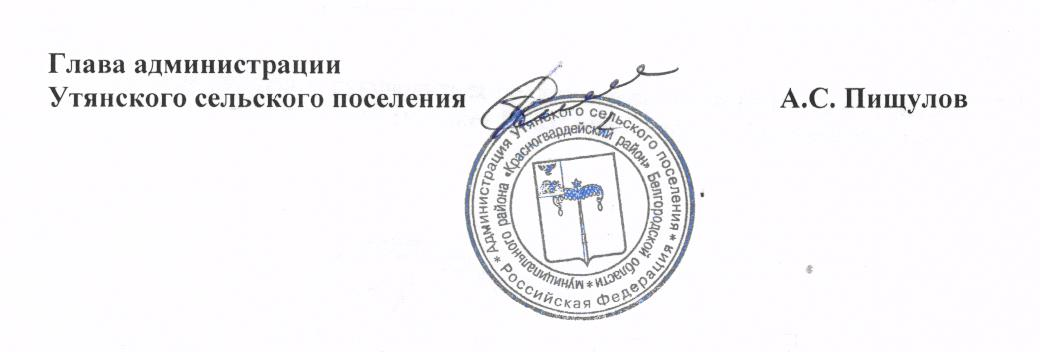 Глава администрации
Утянского сельского поселения А.С. Пищулов
* Администрация Утянского сельского поселения * Российская Федерация
* муниципального района «Красногвардейский район» Белгородской области